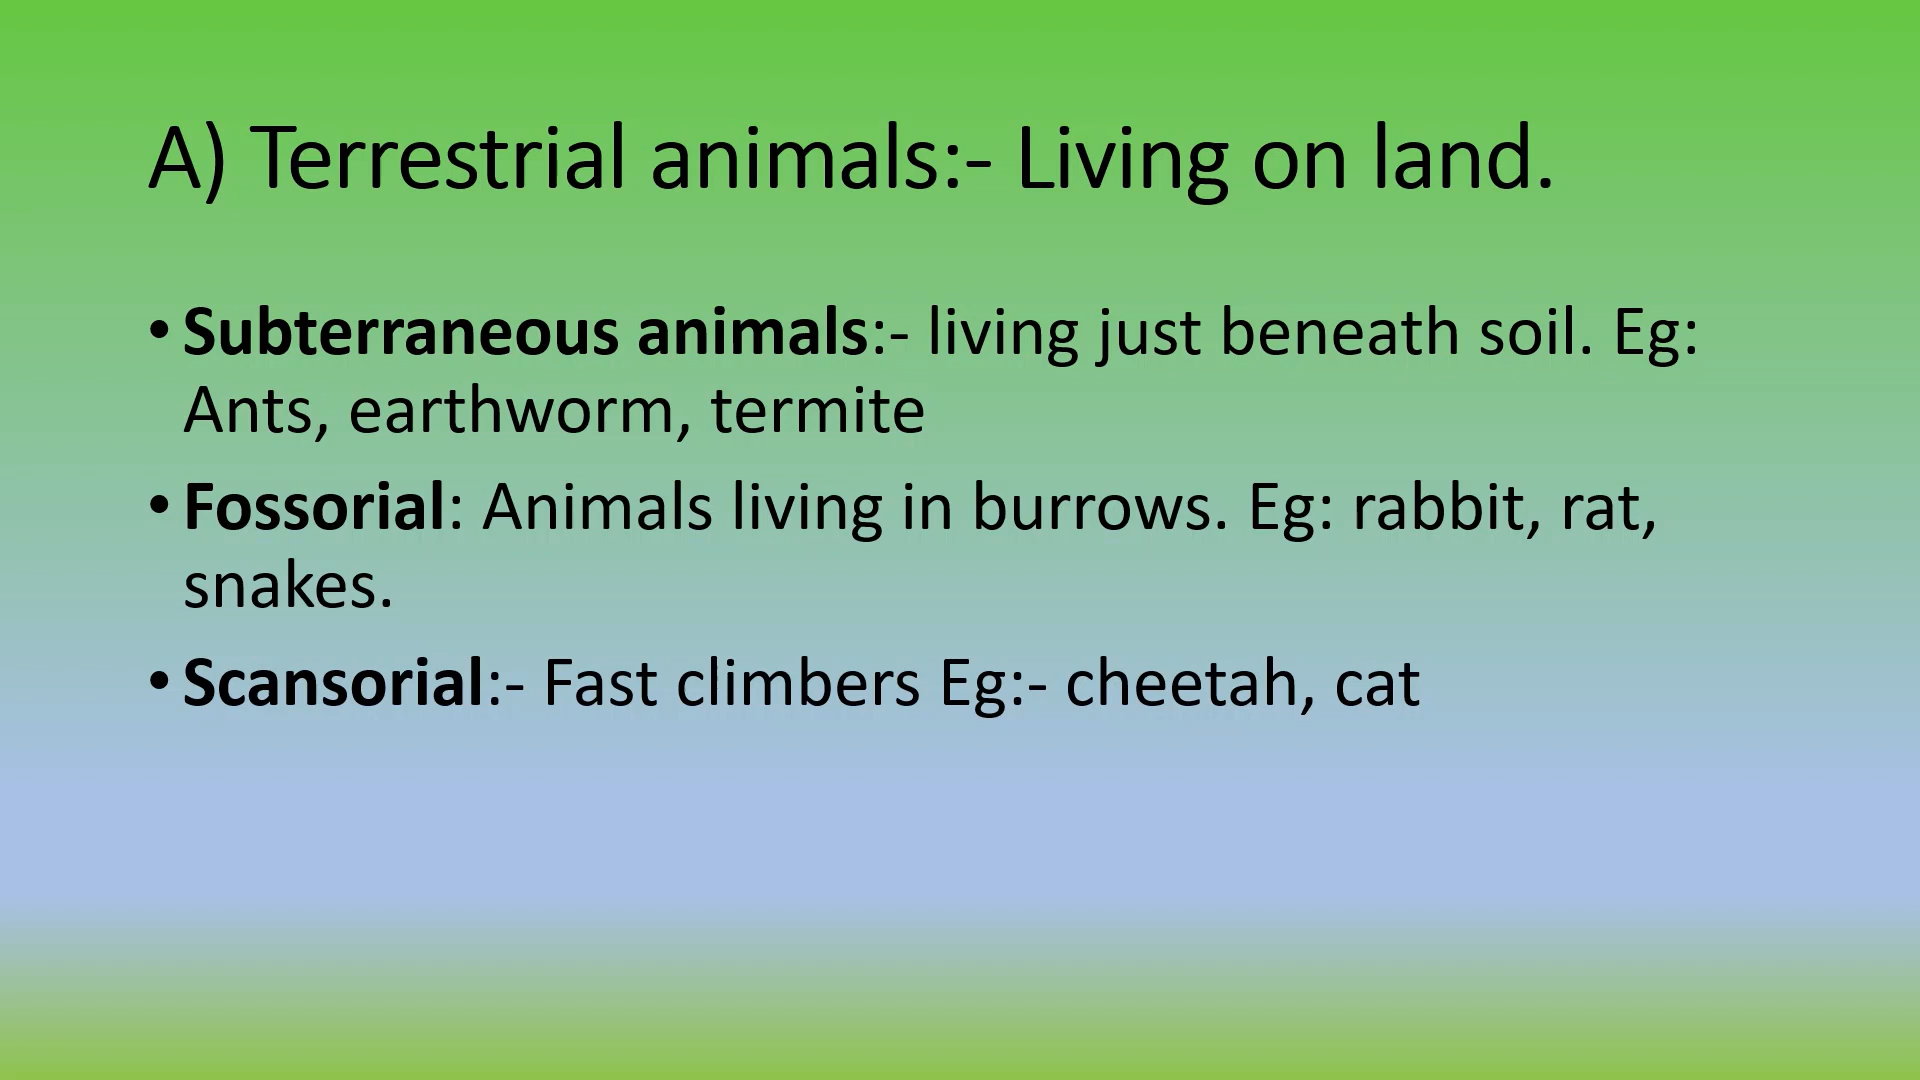 A) Terrestrial animals:- Living on land.
• Subterraneous animals:- living just beneath soil. Eg:
Ants, earthworm, termite
• Fossorial: Animals living in burrows. Eg: rabbit, rat,
snakes.
• Scansorial:- Fast climbers Eg:- cheetah, cat